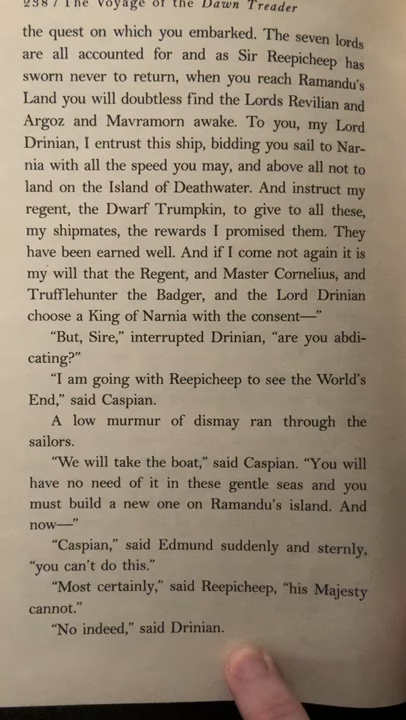 238 / The Voyage of the Dawn Treader
the quest on which you embarked. The seven lords
are all accounted for and as Sir Reepicheep has
sworn never to return, when you reach Ramandu's
Land you will doubtless find the Lords Revilian and
Argoz and Mavramorn awake. To you, my Lord
Drinian, I entrust this ship, bidding you sail to Nar-
nia with all the speed you may, and above all not to
land on the Island of Deathwater. And instruct my
regent, the Dwarf Trumpkin, to give to all these,
my shipmates, the rewards I promised them. They
have been earned well. And if I come not again it is
my will that the Regent, and Master Cornelius, and
Trufflehunter the Badger, and the Lord Drinian
choose a King of Narnia with the consent—"
"But, Sire," interrupted Drinian, "are you abdi-
cating?"
"I am going with Reepicheep to see the World's
End," said Caspian.
A low murmur of dismay ran through the
sailors.
"We will take the boat," said Caspian. "You will
have no need of it in these gentle seas and you
must build a new one on Ramandu's island. And
now—"
"Caspian," said Edmund suddenly and sternly,
"you can't do this."
"Most certainly," said Reepicheep, "his Majesty
cannot."
"No indeed," said Drinian.